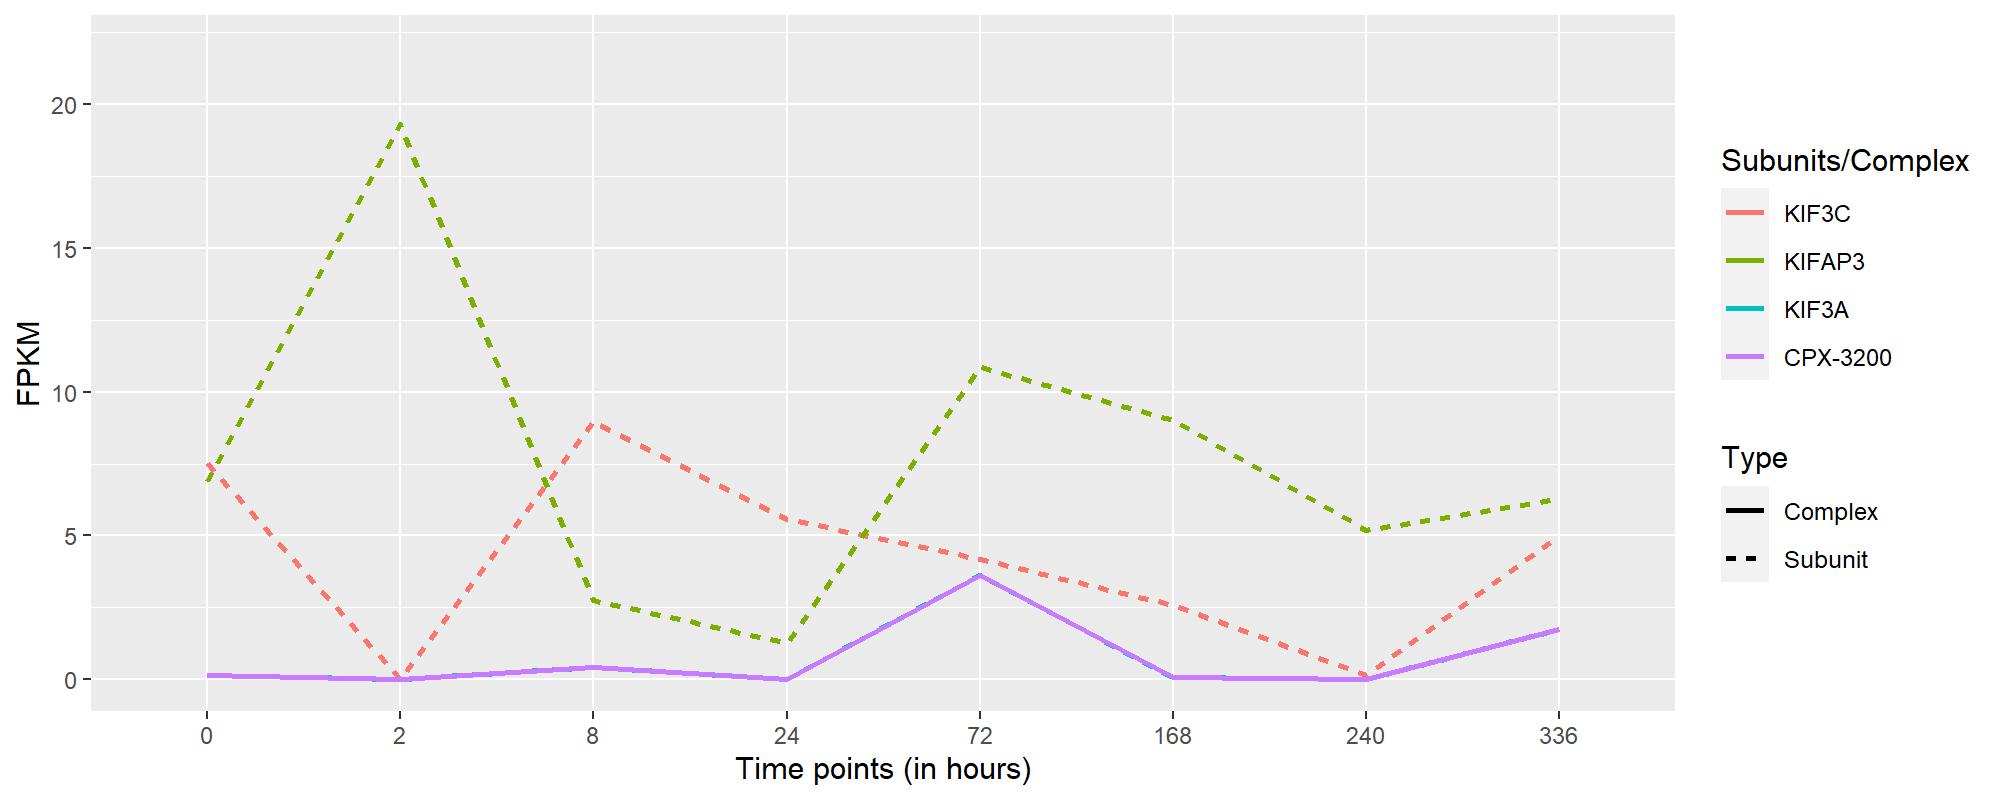 20
15
10
5
0
FPKM
0 2 8 24 72 168 240 336
Time points (in hours)
Subunits/Complex
KIF3C
KIFAP3
KIF3A
CPX-3200
Type
Complex
Subunit